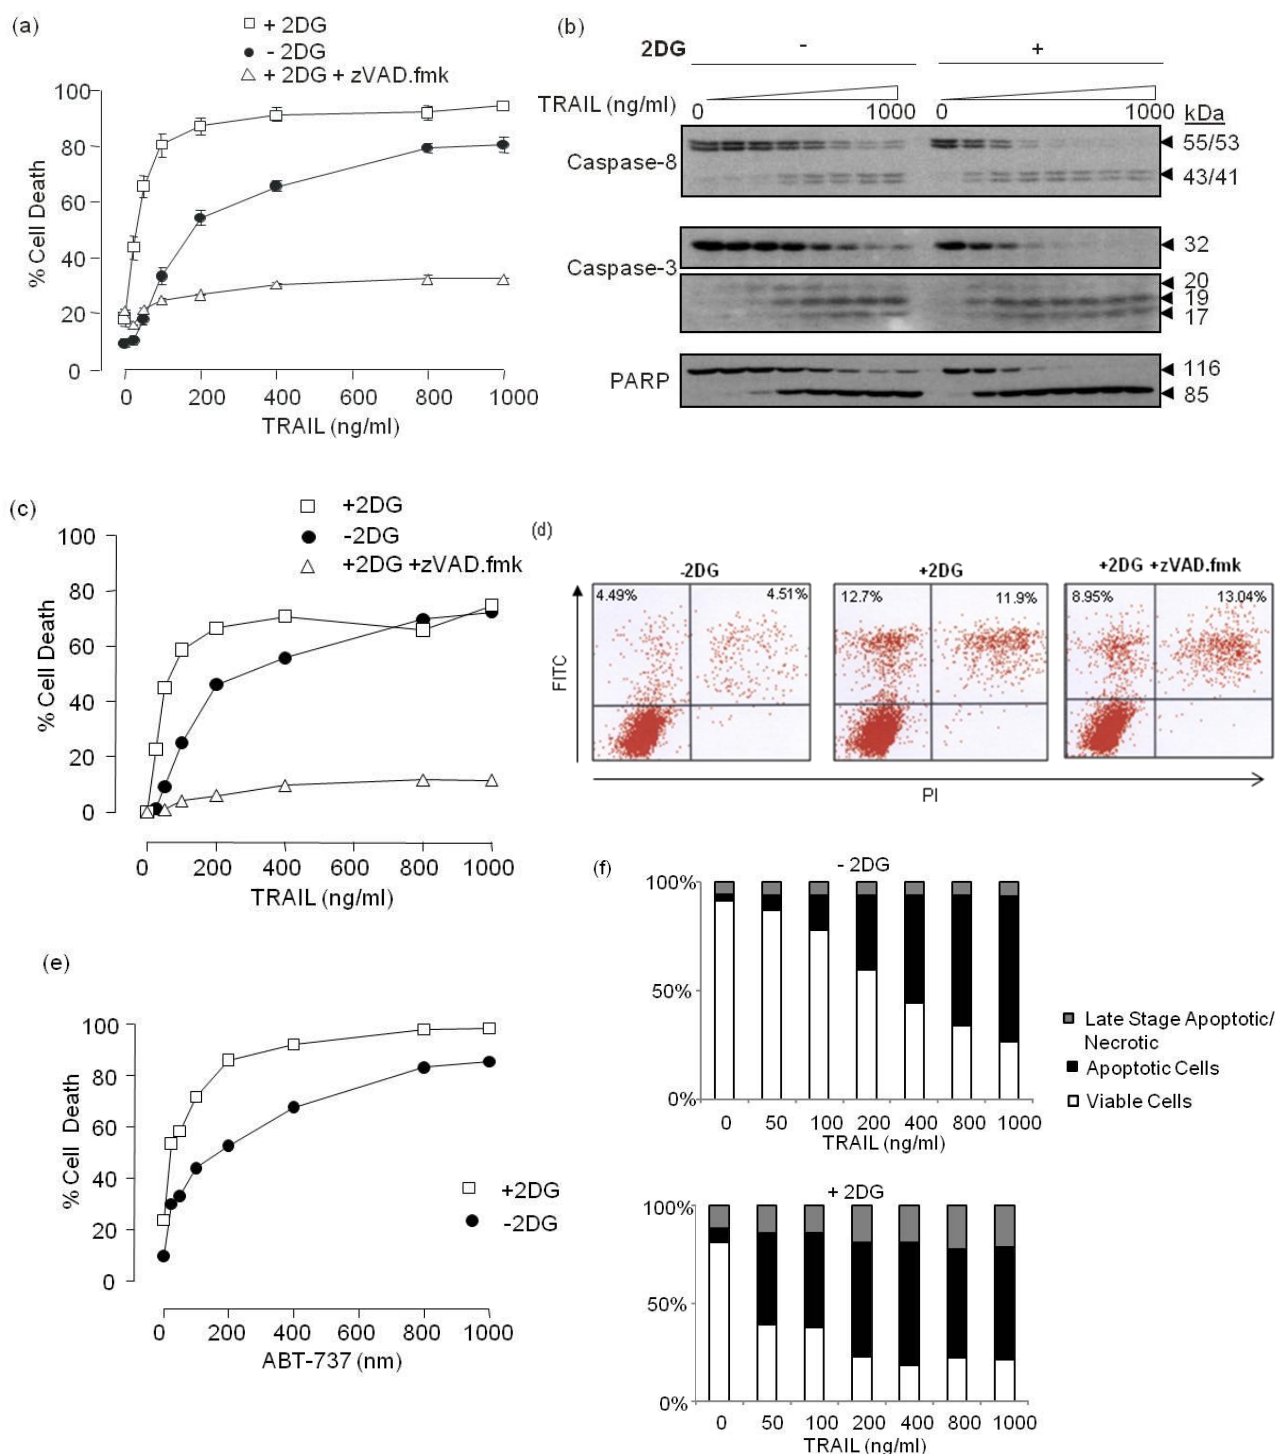 (a)
+ 2DG
- 2DG
+ 2DG + zVAD.fmk
100
80
60
40
20
0
% Cell Death
0 200 400 600 800 1000
TRAIL (ng/ml)
(b)
2DG - +
TRAIL (ng/ml) 0 1000 0 1000 kDa
Caspase-8
55/53
43/41
Caspase-3
32
20
19
17
PARP
116
85
(c)
+2DG
-2DG
+2DG +zVAD.fmk
100
80
60
40
20
0
% Cell Death
0 200 400 600 800 1000
TRAIL (ng/ml)
(d)
-2DG +2DG +2DG +zVAD.fmk
4.49% 4.51% 12.7% 11.9% 8.95% 13.04%
FITC
PI
(e)
100
80
60
40
20
0
% Cell Death
+2DG
-2DG
0 200 400 600 800 1000
ABT-737 (nm)
(f)
- 2DG
100%
50%
0%
0 50 100 200 400 800 1000
TRAIL (ng/ml)
Late Stage Apoptotic/
Necrotic
Apoptotic Cells
Viable Cells
+ 2DG
100%
50%
0%
0 50 100 200 400 800 1000
TRAIL (ng/ml)